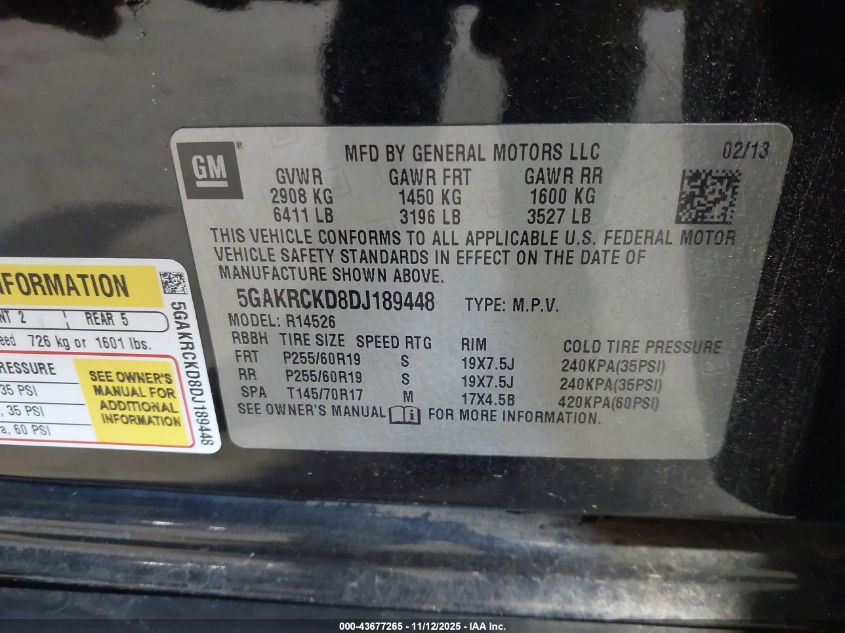 GM®
MFD BY GENERAL MOTORS LLC 02/13
GVWR GAWR FRT GAWR RR
2908 KG 1450 KG 1600 KG
6411 LB 3196 LB 3527 LB
THIS VEHICLE CONFORMS TO ALL APPLICABLE U.S. FEDERAL MOTOR
VEHICLE SAFETY STANDARDS IN EFFECT ON THE DATE OF
MANUFACTURE SHOWN ABOVE.
5GAKRCKD8DJ189448 TYPE: M.P.V.
MODEL: R14526
RBBH TIRE SIZE SPEED RTG RIM COLD TIRE PRESSURE
FRT P255/60R19 S 19X7.5J 240KPA(35PSI)
RR P255/60R19 S 19X7.5J 240KPA(35PSI)
SPA T145/70R17 M 17X4.5B 420KPA(60PSI)
SEE OWNER'S MANUAL FOR MORE INFORMATION.
FORMATION
NT 2 REAR 5
eed 726 kg or 1601 lbs.
PRESSURE
35 PSI
, 35 PSI
a, 60 PSI
SEE OWNER'S
MANUAL FOR
ADDITIONAL
INFORMATION
5GAKRCKD8DJ189448
000-43677265 - 11/12/2025 - IAA Inc.